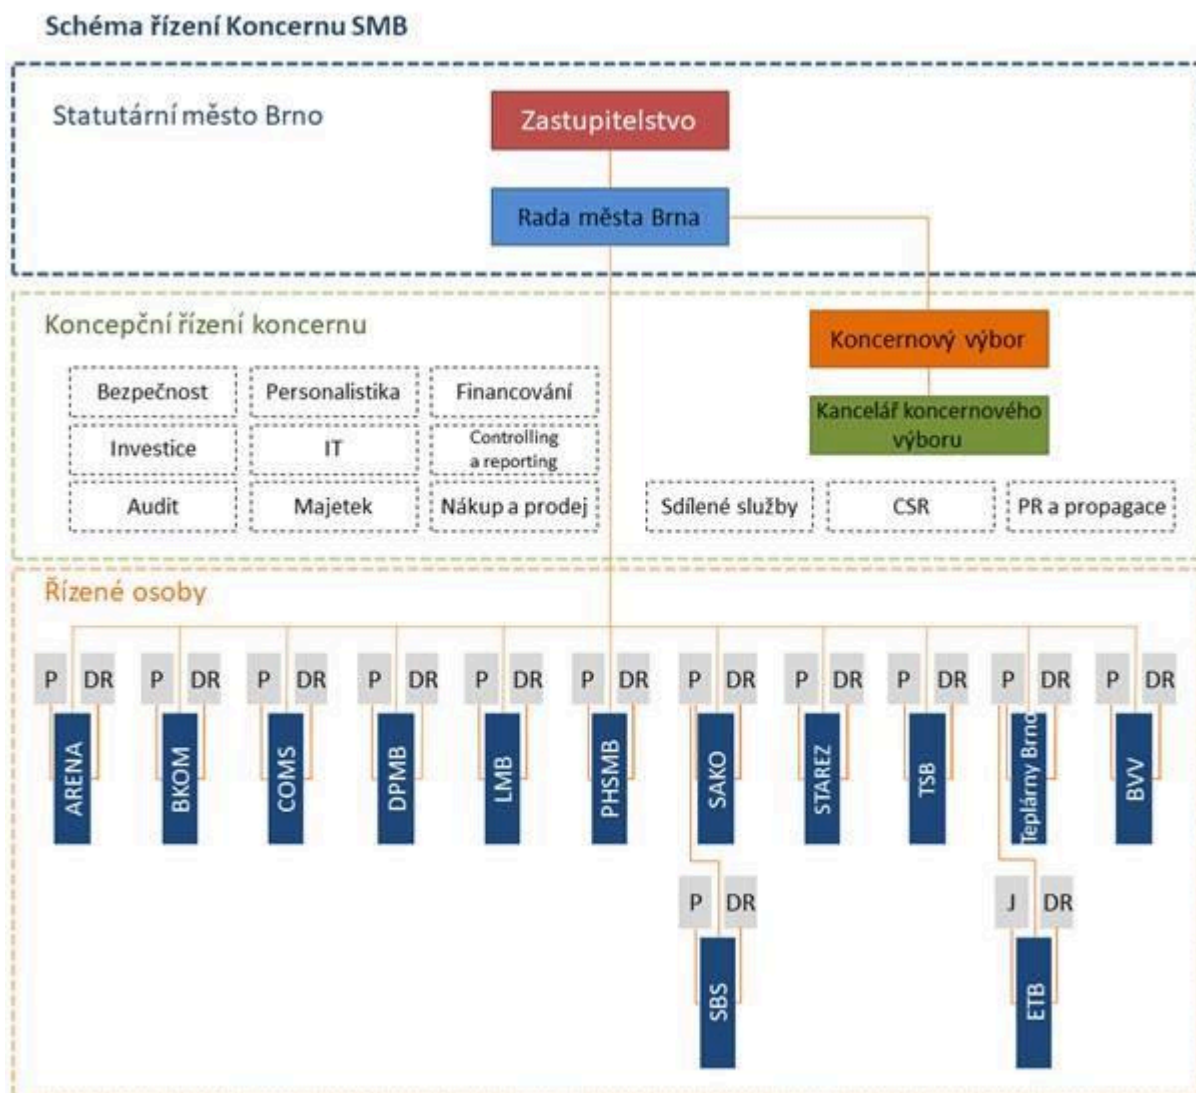 Schéma řízení Koncernu SMB
Statutární město Brno
Zastupitelstvo
Rada města Brna
Koncepční řízení koncernu
Koncernový výbor
Kancelář koncernového
výboru
Bezpečnost
Personalistika
Financování
Investice
IT
Controlling
a reporting
Audit
Majetek
Nákup a prodej
Sdílené služby
CSR
PR a propagace
Řízené osoby
P DR
P DR
P DR
P DR
P DR
P DR
P DR
P DR
P DR
P DR
P DR
ARENA
BKOM
COMS
DPMB
LMB
PHSMB
SAKO
STAREZ
TSB
Teplárny Brno
BVV
P DR
J DR
SBS
ETB